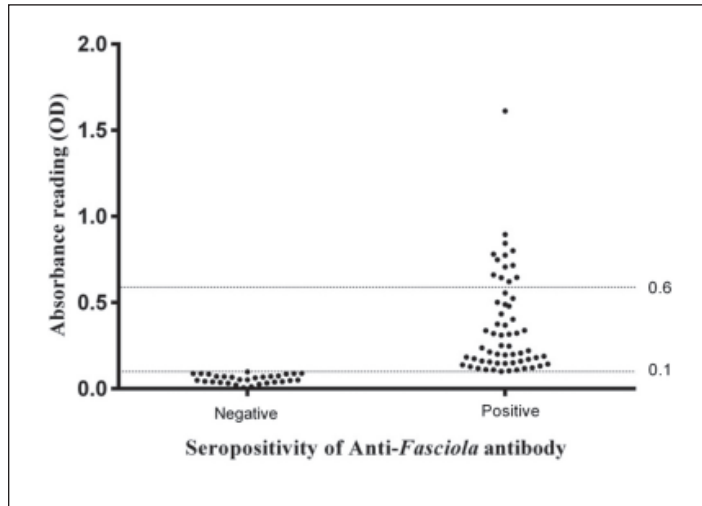 2.0
1.5
1.0
0.5
0.0
Absorbance reading (OD)
0.6
0.1
Negative Positive
Seropositivity of Anti-Fasciola antibody